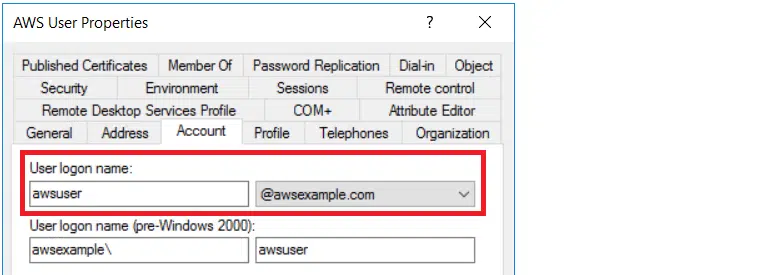 AWS User Properties ? ×
Published Certificates Member Of Password Replication Dial-in Object
Security Environment Sessions Remote control
Remote Desktop Services Profile COM+ Attribute Editor
General Address Account Profile Telephones Organization
User logon name:
awsuser @awsexample.com
User logon name (pre-Windows 2000):
awsexample\ awsuser